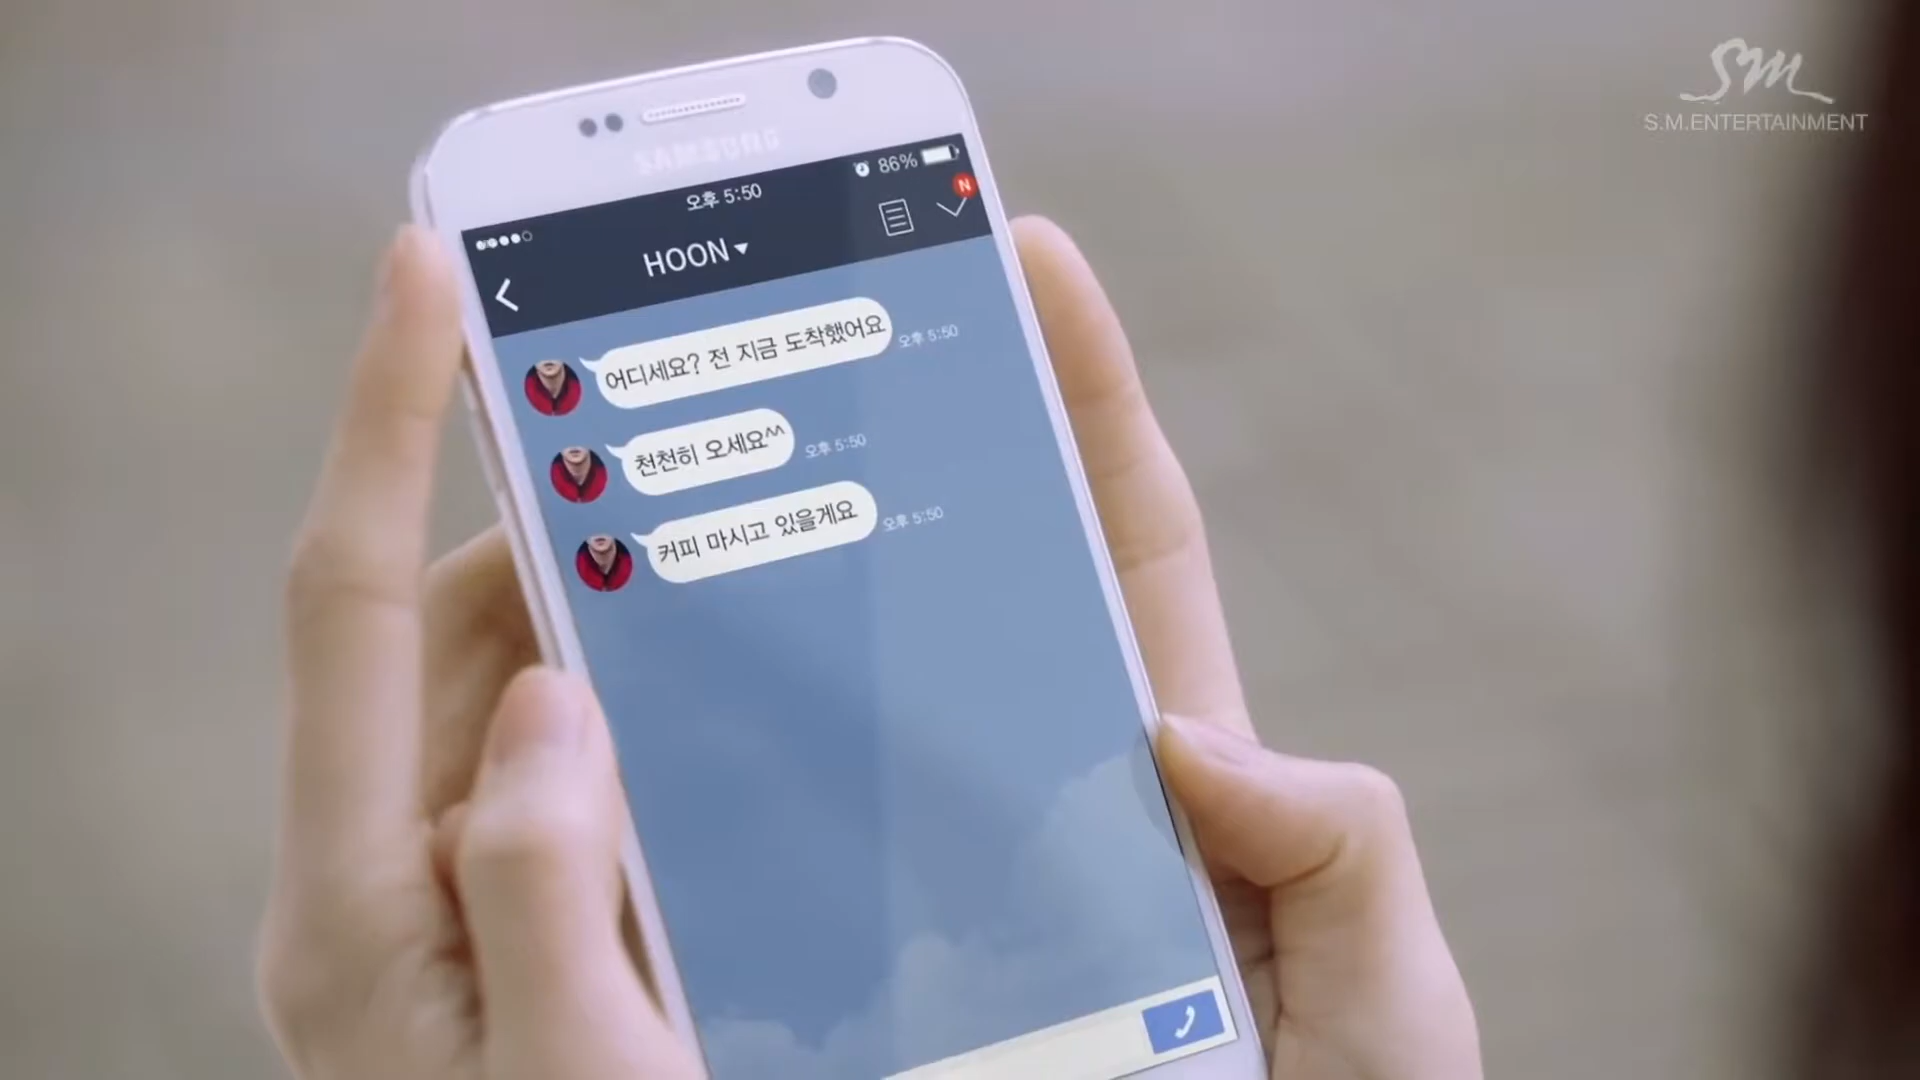 S.M.ENTERTAINMENT
SAMSUNG
오후 5:50
86%
N
HOON
어디세요? 전 지금 도착했어요
오후 5:50
천천히 오세요^^
오후 5:50
커피 마시고 있을게요
오후 5:50